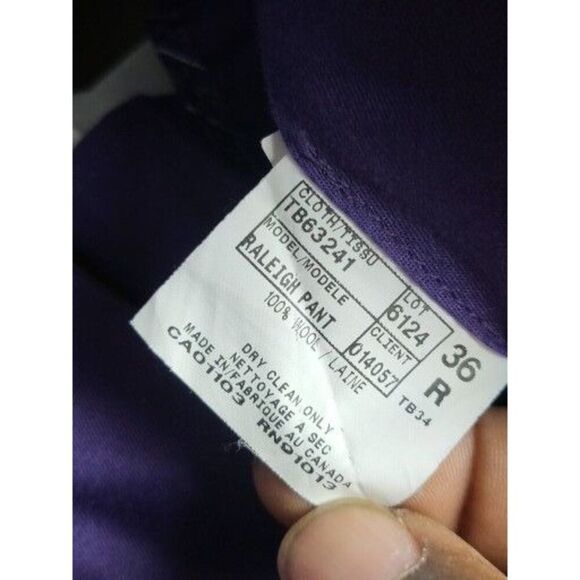 CLOTH/TISSU LOT
TB63241 6124 36
MODEL/MODELE CLIENT R
RALEIGH PANT 014057
100% WOOL / LAINE TB34
DRY CLEAN ONLY
NETTOYAGE A SEC
MADE IN/FABRIQUE AU CANADA
CA01103 RN91013